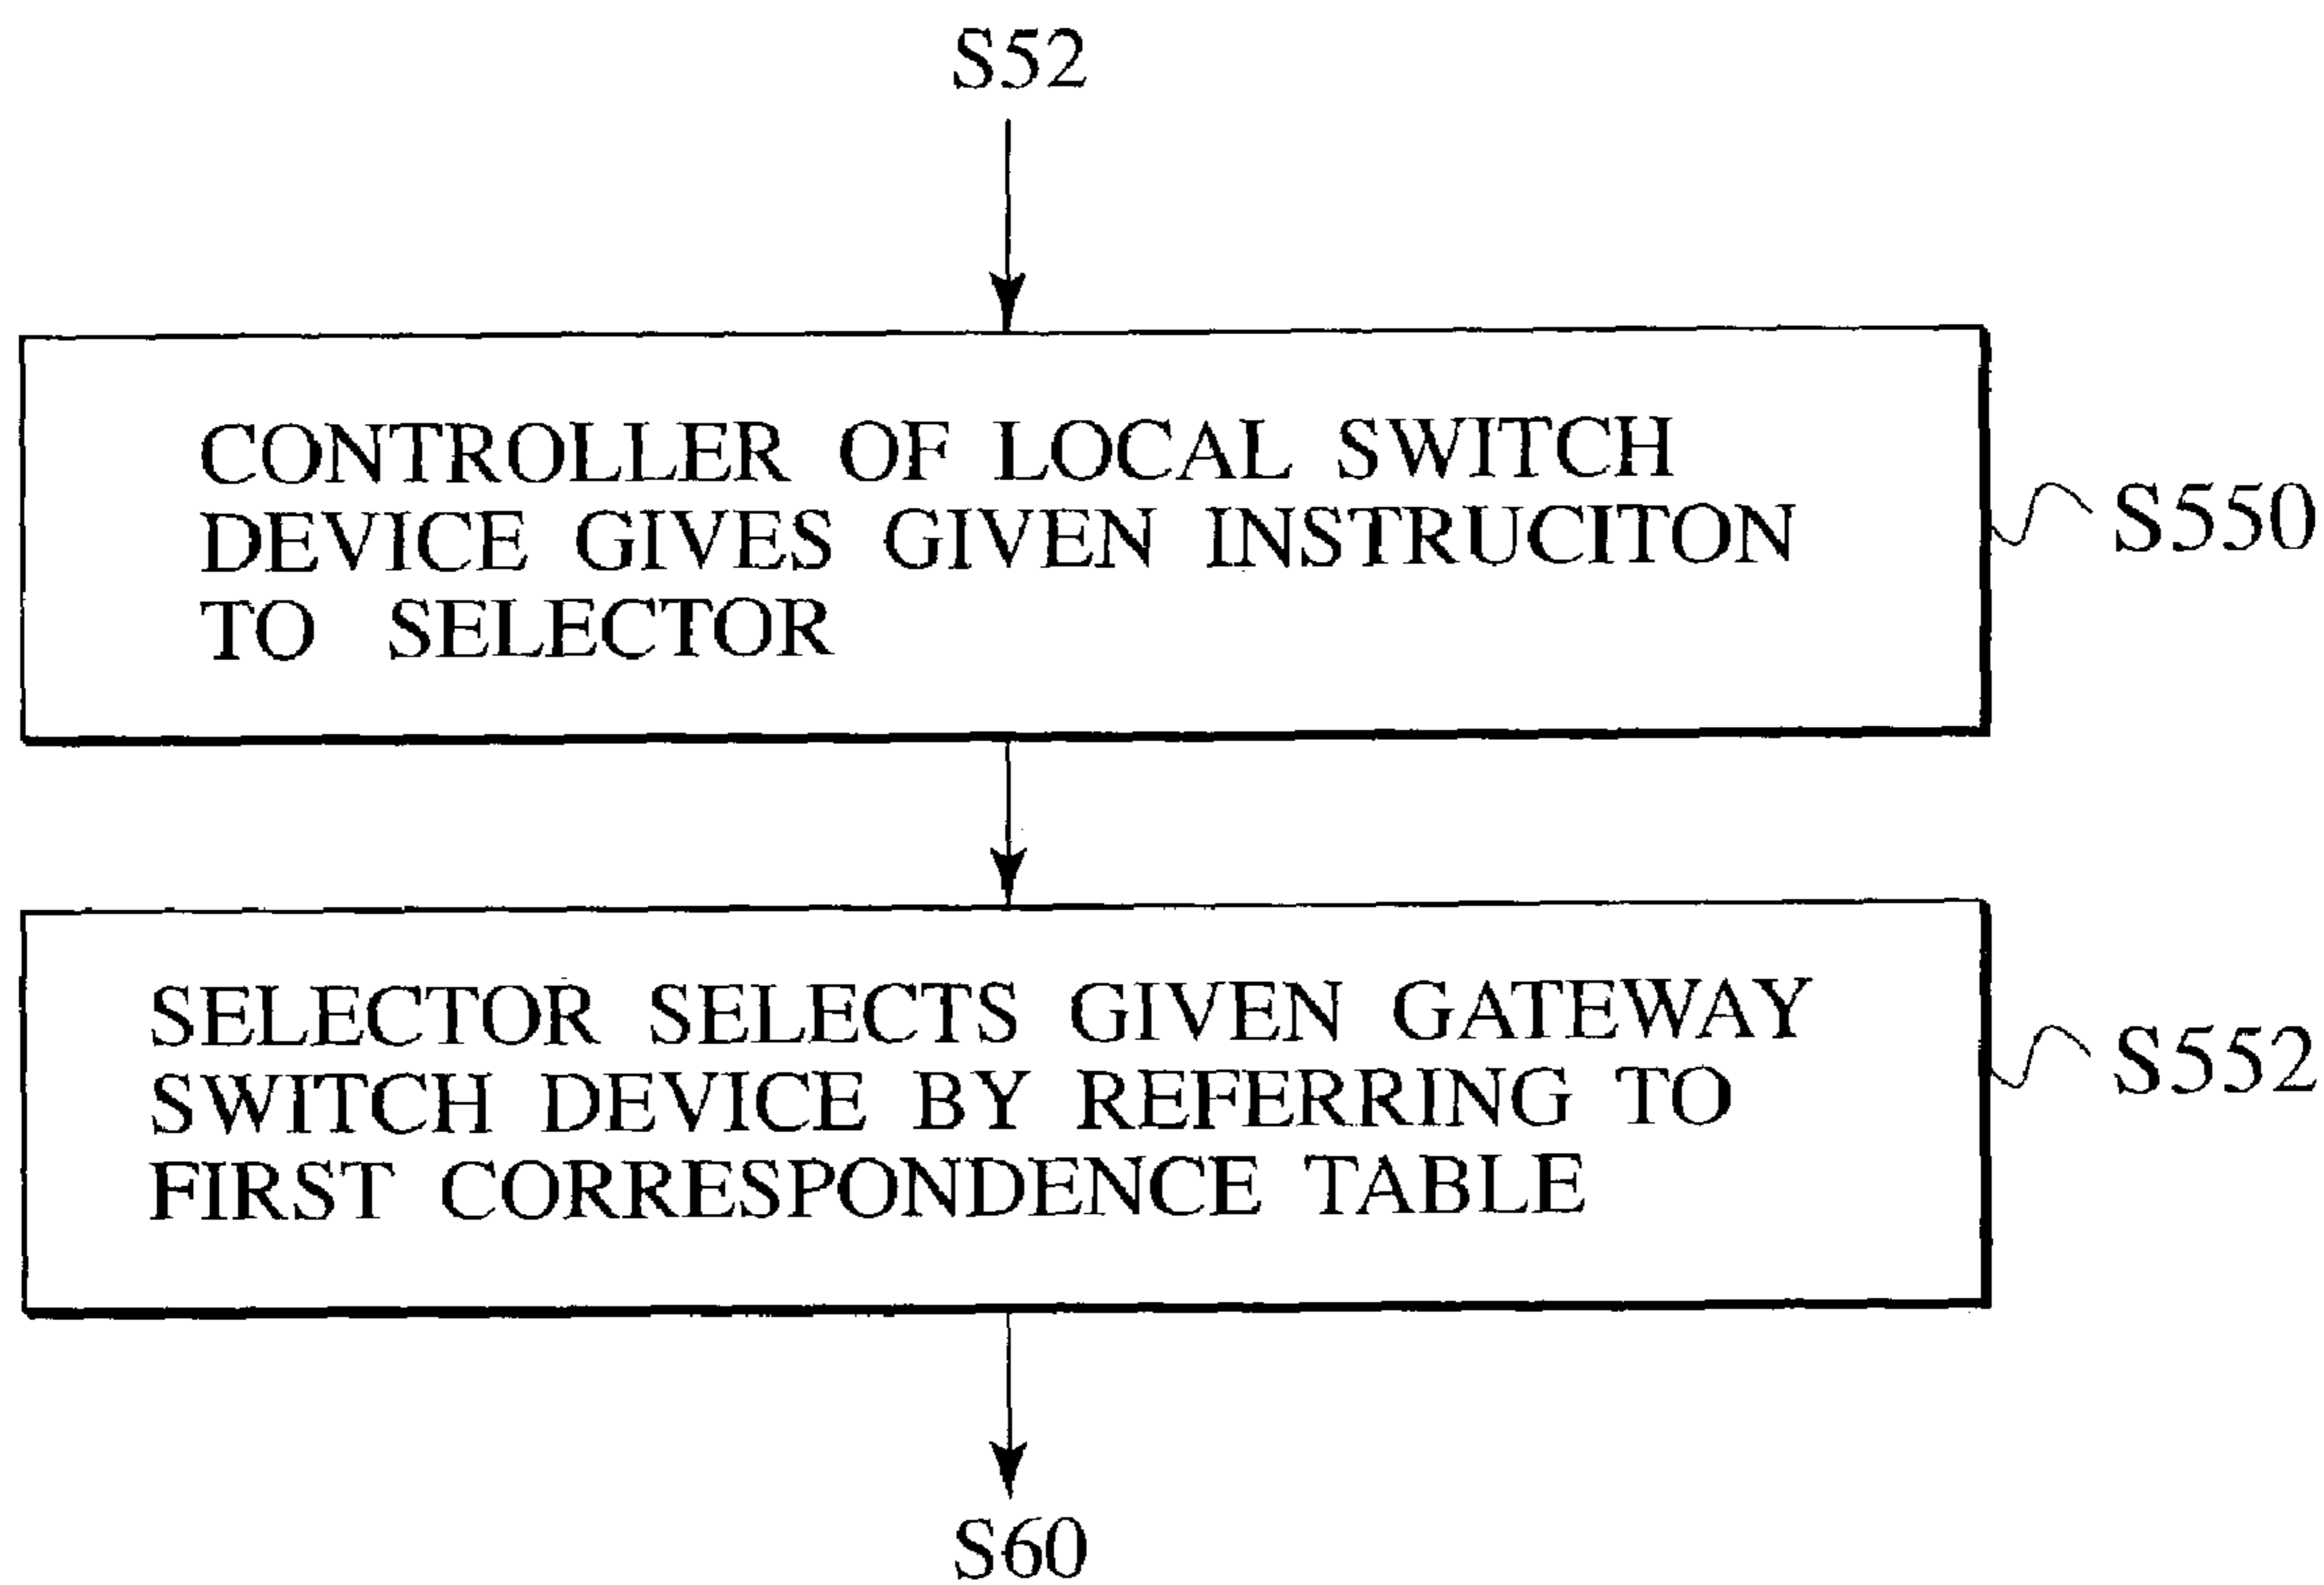 S52
CONTROLLER OF LOCAL SWITCH
DEVICE GIVES GIVEN INSTRUCITON
TO SELECTOR
S550
SELECTOR SELECTS GIVEN GATEWAY
SWITCH DEVICE BY REFERRING TO
FIRST CORRESPONDENCE TABLE
S552
S60